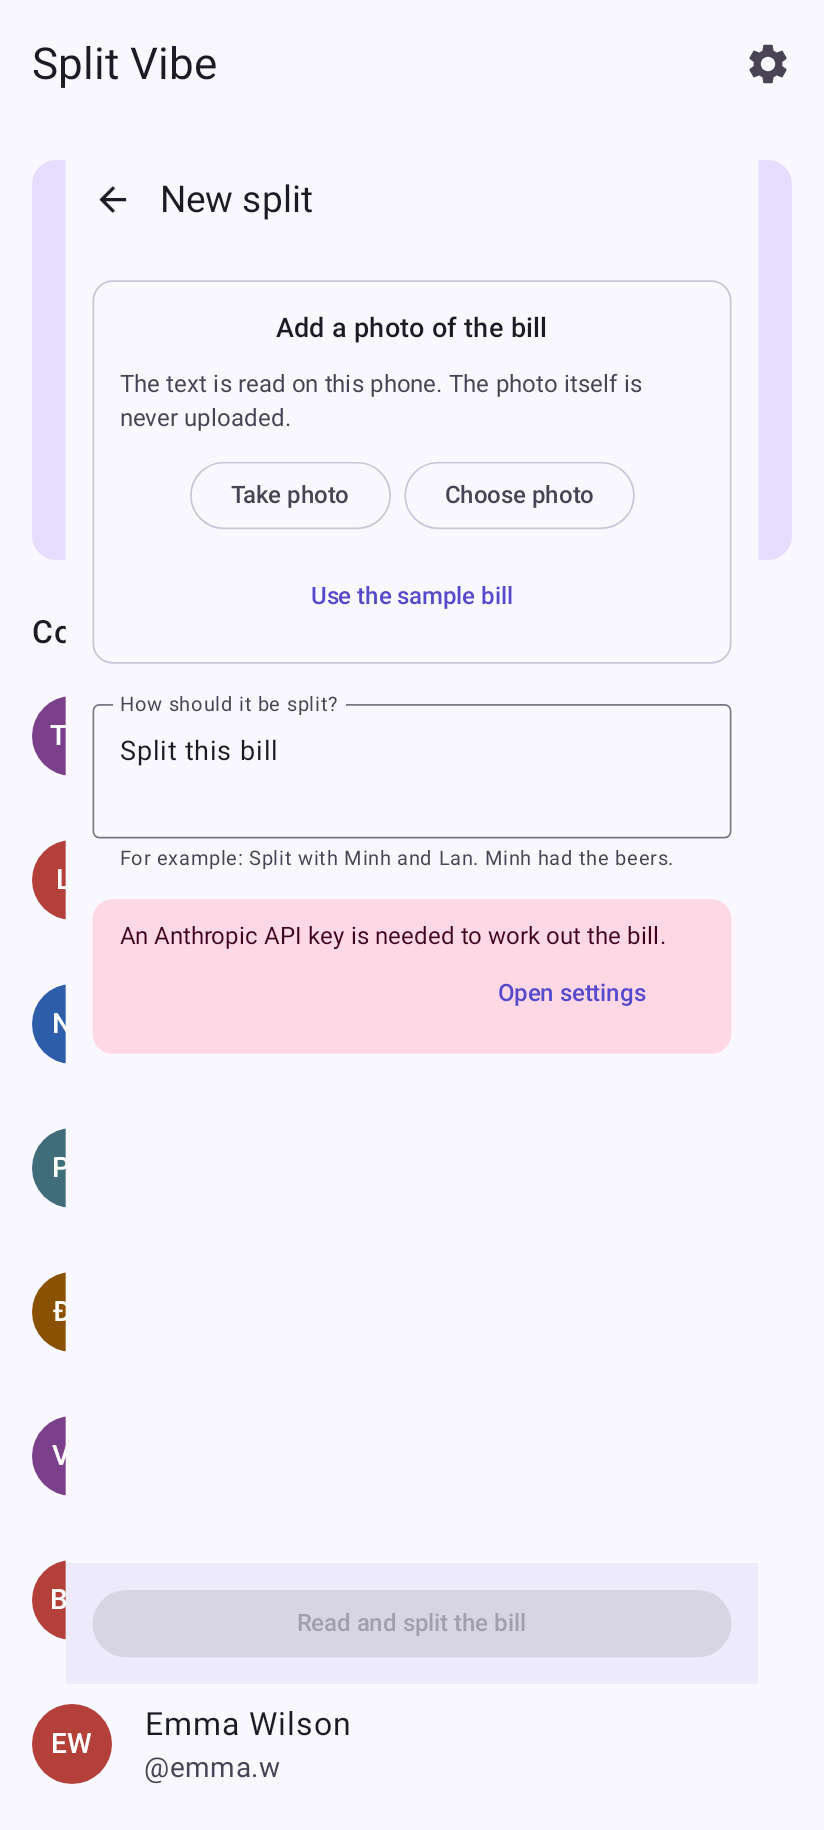 Split Vibe
New split
Add a photo of the bill
The text is read on this phone. The photo itself is
never uploaded.
Take photo
Choose photo
Use the sample bill
How should it be split?
Split this bill
For example: Split with Minh and Lan. Minh had the beers.
An Anthropic API key is needed to work out the bill.
Open settings
Read and split the bill
EW
Emma Wilson
@emma.w